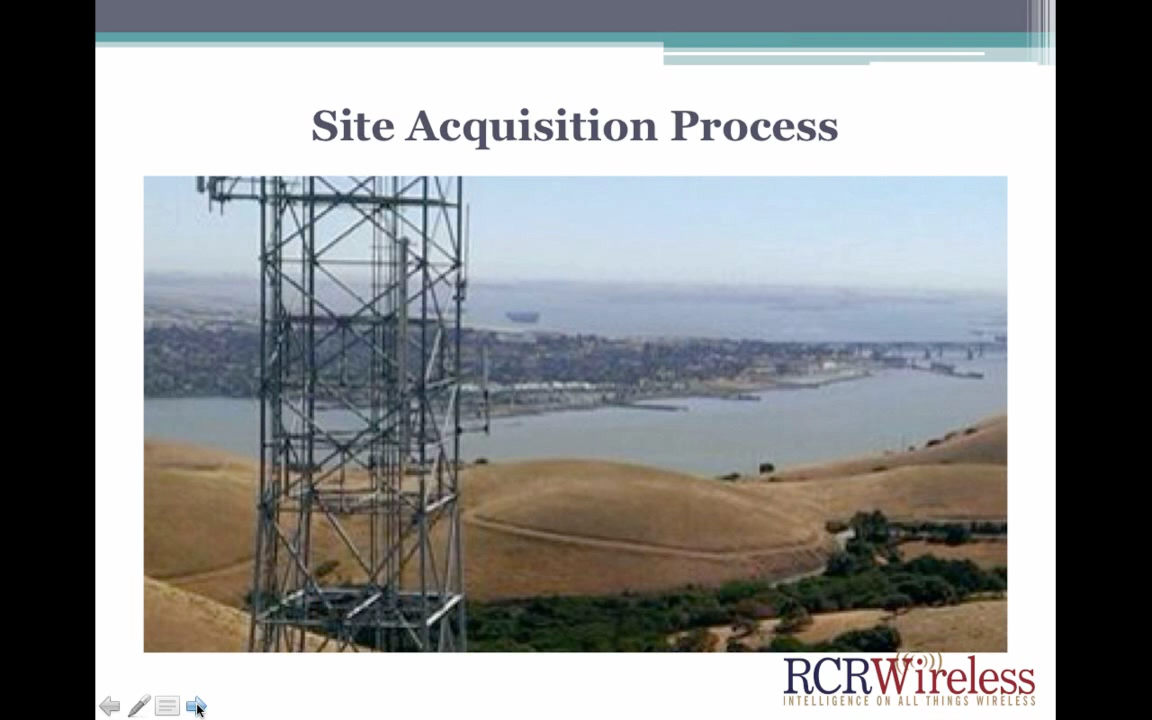 Site Acquisition Process
RCRWireless
INTELLIGENCE ON ALL THINGS WIRELESS